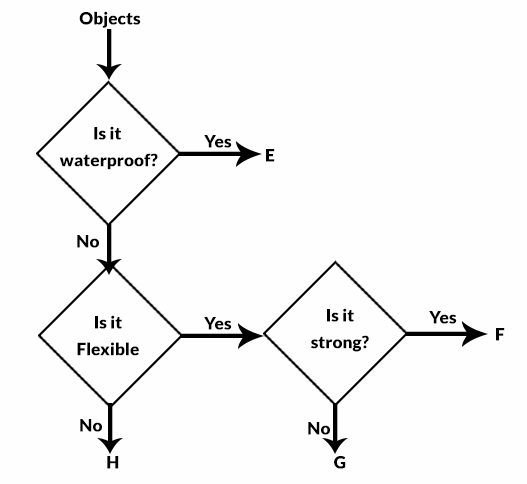 Objects
Is it
waterproof?
Yes
E
No
Is it
Flexible
Yes
Is it
strong?
Yes
F
No
H
No
G